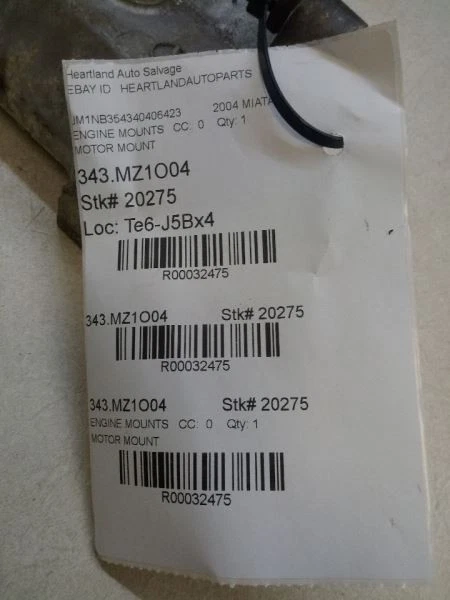 Heartland Auto Salvage
EBAY ID HEARTLANDAUTOPARTS
JM1NB354340406423 2004 MIATA
ENGINE MOUNTS CC: 0 Qty: 1
MOTOR MOUNT
343.MZ1O04
Stk# 20275
Loc: Te6-J5Bx4
R00032475
343.MZ1O04 Stk# 20275
R00032475
343.MZ1O04 Stk# 20275
ENGINE MOUNTS CC: 0 Qty: 1
MOTOR MOUNT
R00032475